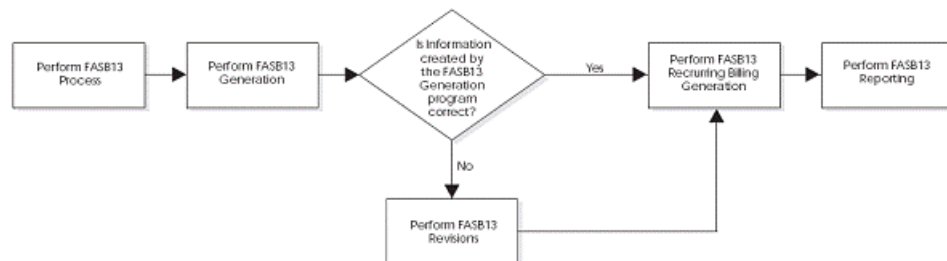 Perform FASB13
Process
Perform FASB13
Generation
Is Information
created by
the FASB13
Generation
program
correct?
Yes
Perform FASB13
Recrurring Billing
Generation
Perform FASB13
Reporting
No
Perform FASB13
Revisions